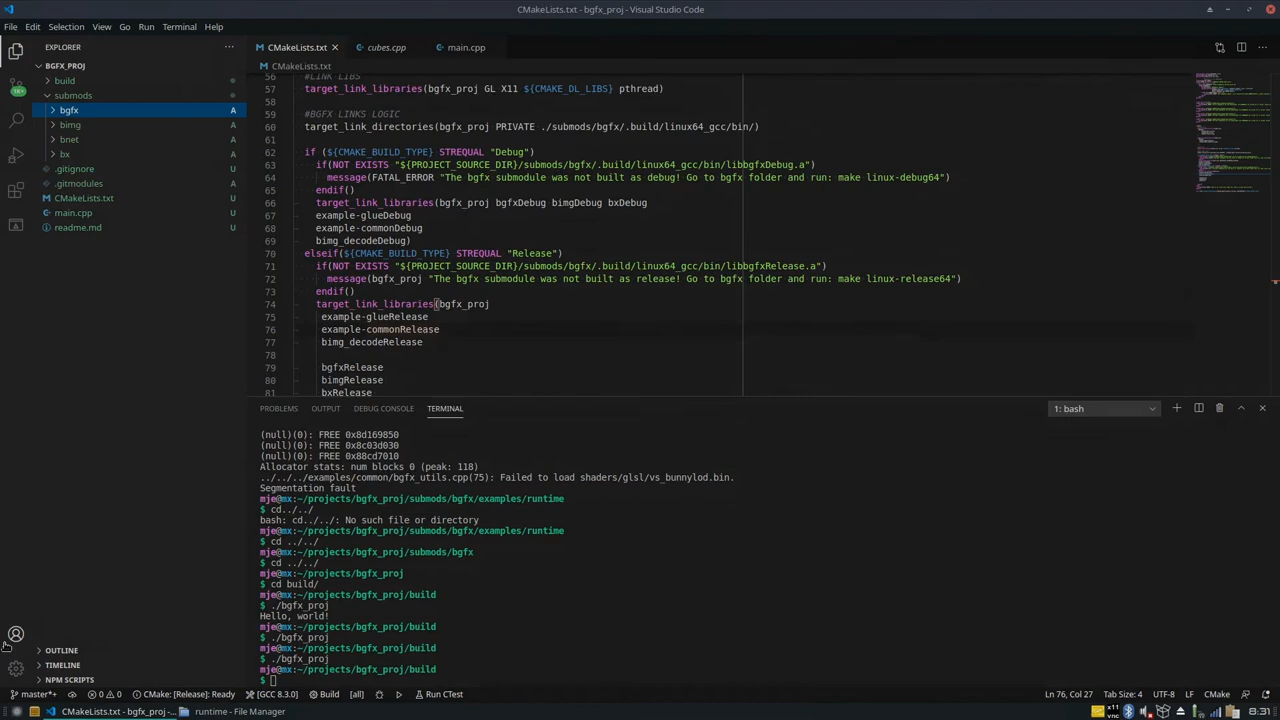 CMakeLists.txt - bgfx_proj - Visual Studio Code
File Edit Selection View Go Run Terminal Help
EXPLORER
CMakeLists.txt
cubes.cpp
main.cpp
BGFX_PROJ
CMakeLists.txt
build
submods
bgfx A
bimg A
bnet A
bx A
.gitignore A
.gitmodules A
CMakeLists.txt U
main.cpp U
readme.md U
56 #LINK LIBS
57 target_link_libraries(bgfx_proj GL X11 ${CMAKE_DL_LIBS} pthread)
58
59 #BGFX LINKS LOGIC
60 target_link_directories(bgfx_proj PRIVATE submods/bgfx/.build/linux64_gcc/bin/)
61
62 if (${CMAKE_BUILD_TYPE} STREQUAL "Debug")
63 if(NOT EXISTS "${PROJECT_SOURCE_DIR}/submods/bgfx/.build/linux64_gcc/bin/libbgfxDebug.a")
64 message(FATAL_ERROR "The bgfx submodule was not built as debug! Go to bgfx folder and run: make linux-debug64")
65 endif()
66 target_link_libraries(bgfx_proj bgfxDebug bimgDebug bxDebug
67 example-glueDebug
68 example-commonDebug
69 bimg_decodeDebug)
70 elseif(${CMAKE_BUILD_TYPE} STREQUAL "Release")
71 if(NOT EXISTS "${PROJECT_SOURCE_DIR}/submods/bgfx/.build/linux64_gcc/bin/libbgfxRelease.a")
72 message(bgfx_proj "The bgfx submodule was not built as release! Go to bgfx folder and run: make linux-release64")
73 endif()
74 target_link_libraries(bgfx_proj
75 example-glueRelease
76 example-commonRelease
77 bimg_decodeRelease
78
79 bgfxRelease
80 bimgRelease
81 bxRelease
PROBLEMS OUTPUT DEBUG CONSOLE TERMINAL
1: bash
(null)(0): FREE 0x8d169850
(null)(0): FREE 0x8c03d030
(null)(0): FREE 0x88cd7010
Allocator stats: num blocks 0 (peak: 118)
../../../examples/common/bgfx_utils.cpp(75): Failed to load shaders/glsl/vs_bunnylod.bin.
Segmentation fault
mje@mx:~/projects/bgfx_proj/submods/bgfx/examples/runtime
$ cd../../
bash: cd../../: No such file or directory
mje@mx:~/projects/bgfx_proj/submods/bgfx/examples/runtime
$ cd ../../
mje@mx:~/projects/bgfx_proj/submods/bgfx
$ cd ../../
mje@mx:~/projects/bgfx_proj
$ cd build/
mje@mx:~/projects/bgfx_proj/build
$ ./bgfx_proj
Hello, world!
mje@mx:~/projects/bgfx_proj/build
$ ./bgfx_proj
mje@mx:~/projects/bgfx_proj/build
$ ./bgfx_proj
mje@mx:~/projects/bgfx_proj/build
$
OUTLINE
TIMELINE
NPM SCRIPTS
master*+ 0 0 CMake: [Release]: Ready [GCC 8.3.0] Build [all] Run CTest Ln 76, Col 27 Tab Size: 4 UTF-8 LF CMake
CMakeLists.txt - bgfx_proj -... runtime - File Manager x11 vnc 8:31